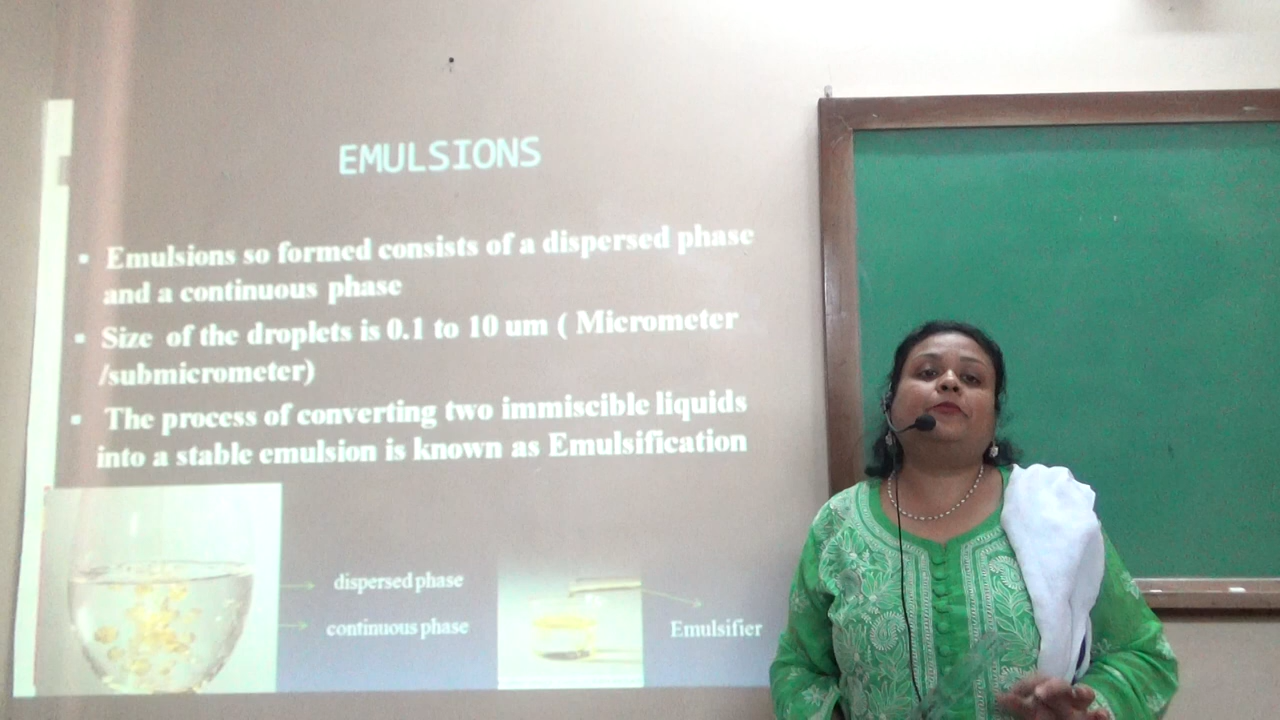 EMULSIONS
▪ Emulsions so formed consists of a dispersed phase
and a continuous phase
▪ Size of the droplets is 0.1 to 10 um ( Micrometer
/submicrometer)
▪ The process of converting two immiscible liquids
into a stable emulsion is known as Emulsification
dispersed phase
continuous phase
Emulsifier